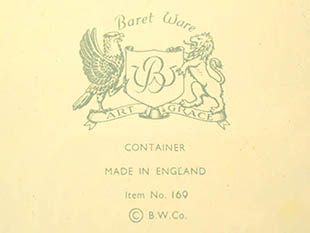 Baret Ware
BW
ART GRACE
CONTAINER
MADE IN ENGLAND
Item No. 169
© B.W.Co.